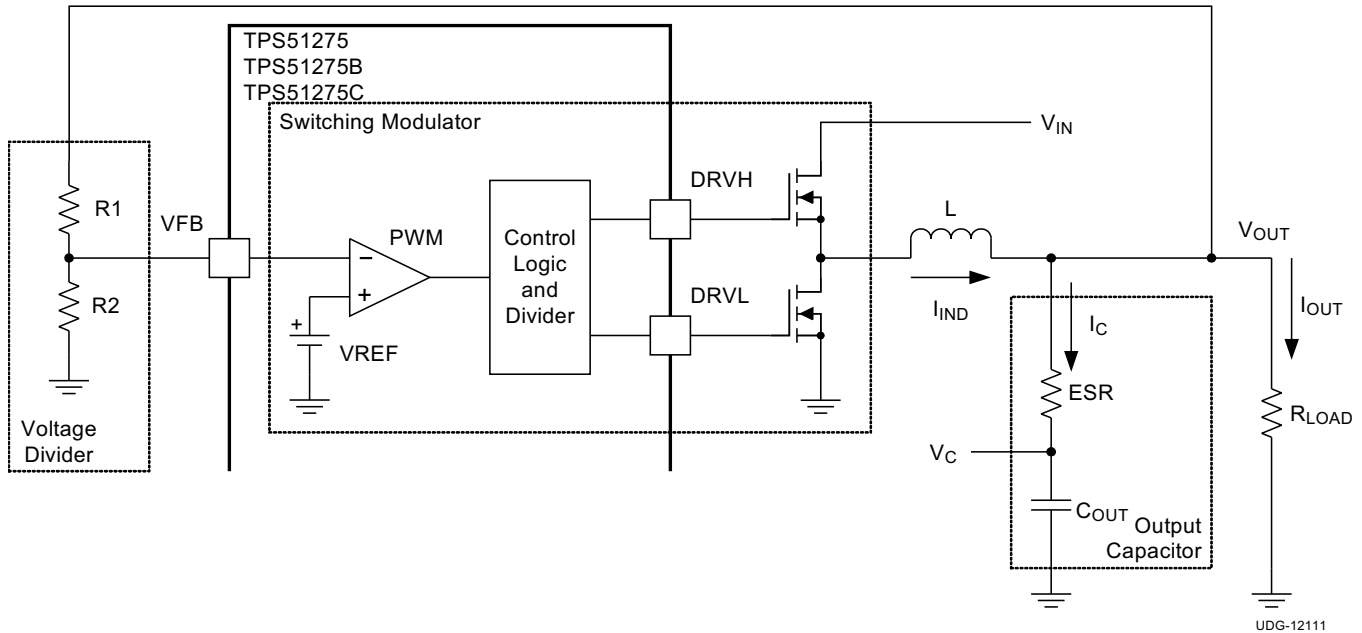 TPS51275
TPS51275B
TPS51275C
Switching Modulator
VIN
DRVH
R1
VFB
PWM
L
Control
Logic
and
Divider
VOUT
−
+
R2
DRVL
+
VREF
IIND
IC
IOUT
ESR
RLOAD
Voltage
Divider
VC
COUT
Output
Capacitor
UDG-12111